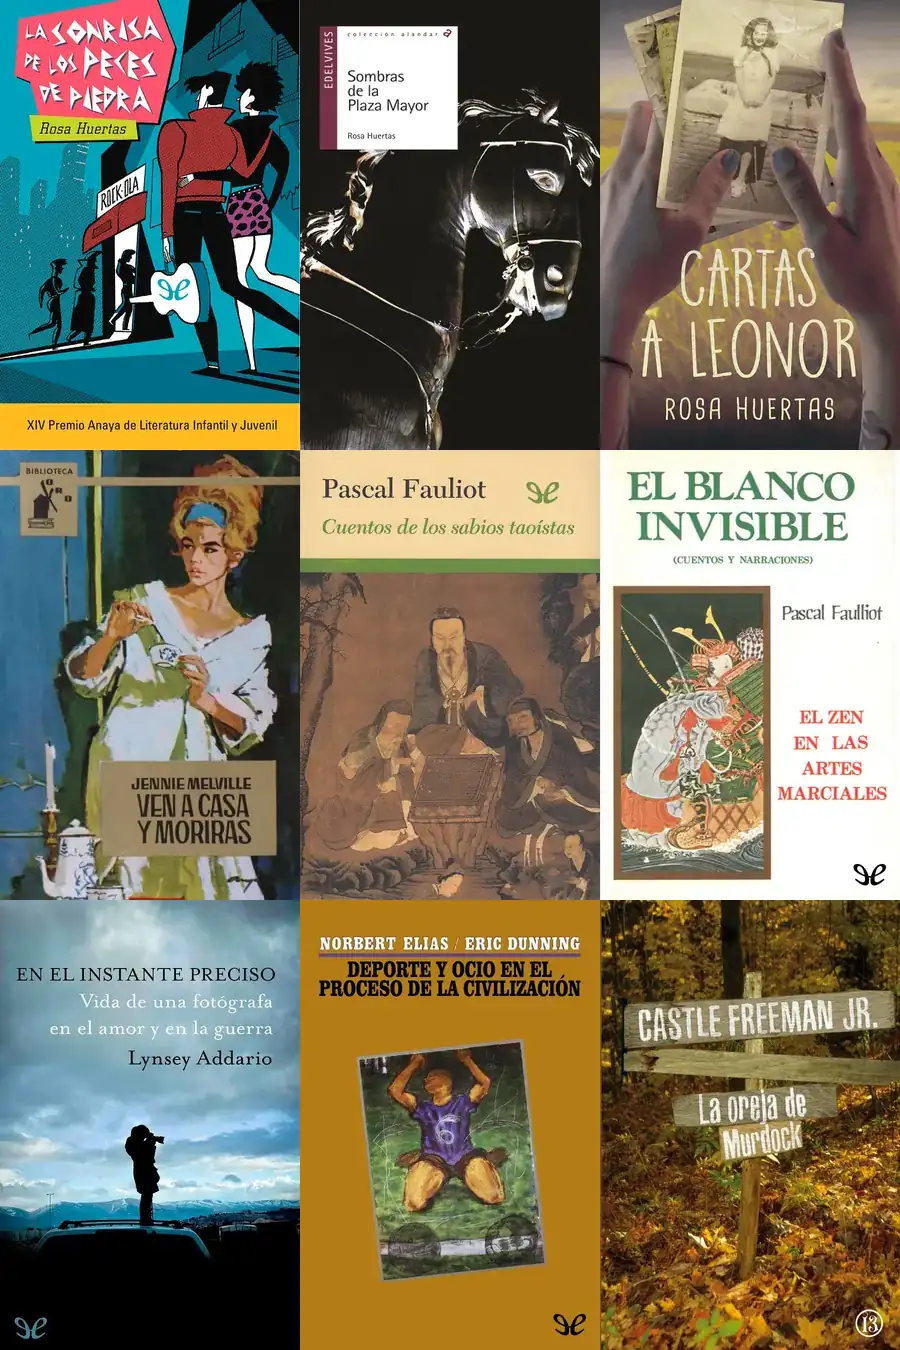 LA SONRISA
DE LOS PECES
DE PIEDRA
Rosa Huertas
ROCK-OLA
XIV Premio Anaya de Literatura Infantil y Juvenil
EDELVIVES
colección alandar
Sombras
de la
Plaza Mayor
Rosa Huertas
CARTAS
A LEONOR
ROSA HUERTAS
BIBLIOTECA
ORO
JENNIE MELVILLE
VEN A CASA
Y MORIRAS
Pascal Fauliot
Cuentos de los sabios taoístas
EL BLANCO
INVISIBLE
(CUENTOS Y NARRACIONES)
Pascal Faulliot
EL ZEN
EN LAS
ARTES
MARCIALES
EN EL INSTANTE PRECISO
Vida de una fotógrafa
en el amor y en la guerra
Lynsey Addario
NORBERT ELIAS / ERIC DUNNING
DEPORTE Y OCIO EN EL
PROCESO DE LA CIVILIZACIÓN
6
CASTLE FREEMAN JR.
La oreja de
Murdock
13